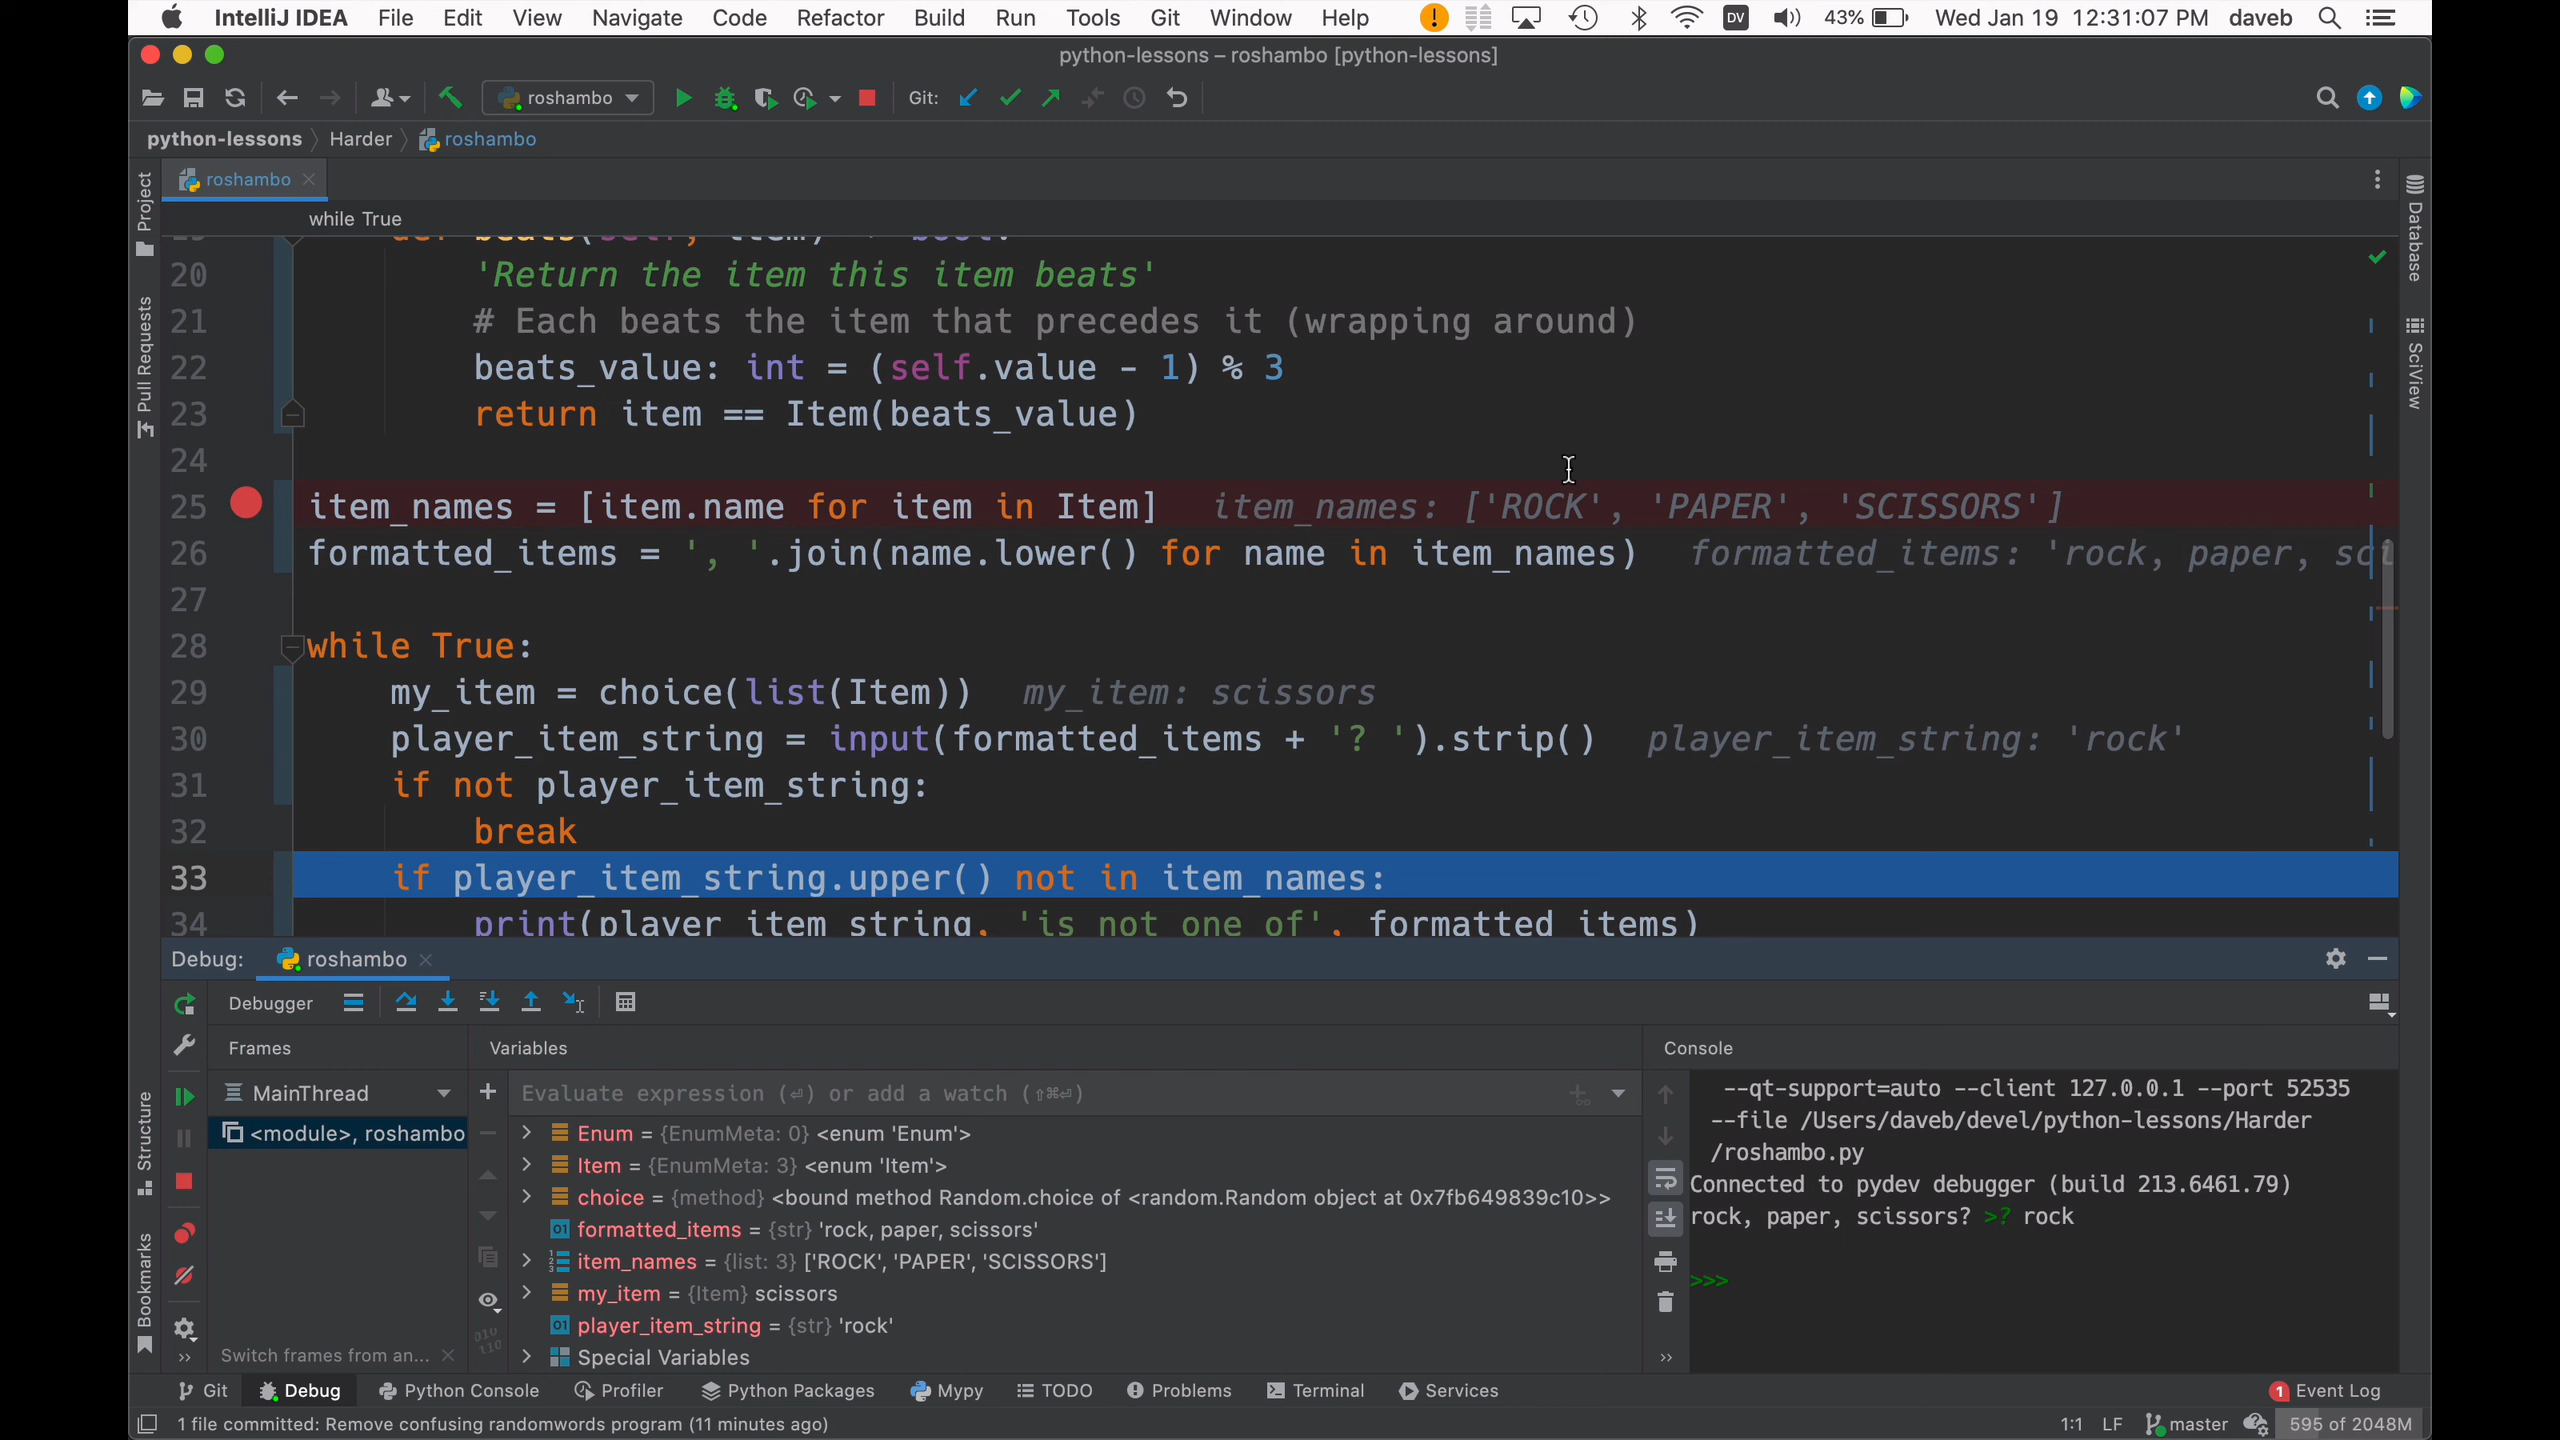 IntelliJ IDEA File Edit View Navigate Code Refactor Build Run Tools Git Window Help DV 43% Wed Jan 19 12:31:07 PM daveb
python-lessons – roshambo [python-lessons]
roshambo Git:
python-lessons Harder roshambo
roshambo
while True
def beats(self, item) -> bool:
20 'Return the item this item beats'
21 # Each beats the item that precedes it (wrapping around)
22 beats_value: int = (self.value - 1) % 3
23 return item == Item(beats_value)
24
25 item_names = [item.name for item in Item] item_names: ['ROCK', 'PAPER', 'SCISSORS']
26 formatted_items = ', '.join(name.lower() for name in item_names) formatted_items: 'rock, paper, sci
27
28 while True:
29 my_item = choice(list(Item)) my_item: scissors
30 player_item_string = input(formatted_items + '? ').strip() player_item_string: 'rock'
31 if not player_item_string:
32 break
33 if player_item_string.upper() not in item_names:
34 print(player_item_string, 'is not one of', formatted_items)
Project
Pull Requests
Structure
Bookmarks
Database
SciView
Debug: roshambo
Debugger
Frames Variables Console
MainThread
<module>, roshambo
Switch frames from an...
Evaluate expression (⏎) or add a watch (⇧⌘⏎)
Enum = {EnumMeta: 0} <enum 'Enum'>
Item = {EnumMeta: 3} <enum 'Item'>
choice = {method} <bound method Random.choice of <random.Random object at 0x7fb649839c10>>
formatted_items = {str} 'rock, paper, scissors'
item_names = {list: 3} ['ROCK', 'PAPER', 'SCISSORS']
my_item = {Item} scissors
player_item_string = {str} 'rock'
Special Variables
--qt-support=auto --client 127.0.0.1 --port 52535
--file /Users/daveb/devel/python-lessons/Harder
/roshambo.py
Connected to pydev debugger (build 213.6461.79)
rock, paper, scissors? >? rock
>>>
Git Debug Python Console Profiler Python Packages Mypy TODO Problems Terminal Services 1 Event Log
1 file committed: Remove confusing randomwords program (11 minutes ago) 1:1 LF master 595 of 2048M